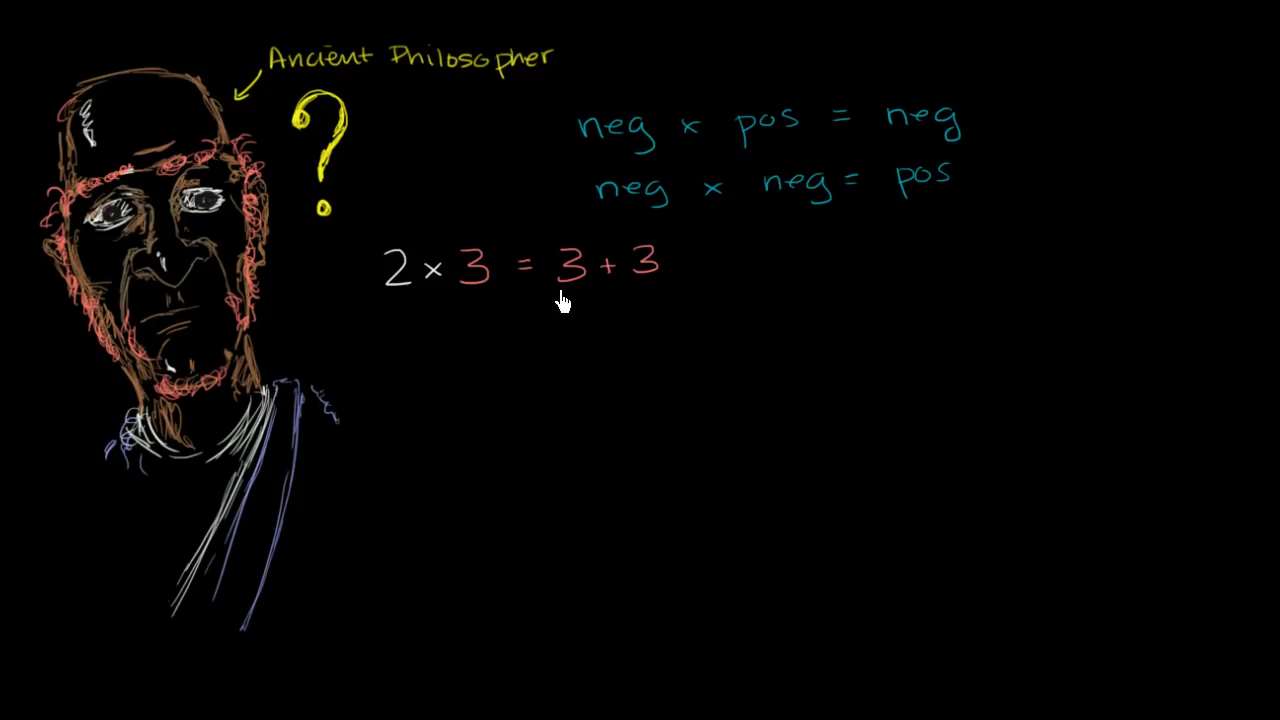 Ancient Philosopher
?
neg × pos = neg
neg × neg = pos
2 × 3 = 3 + 3